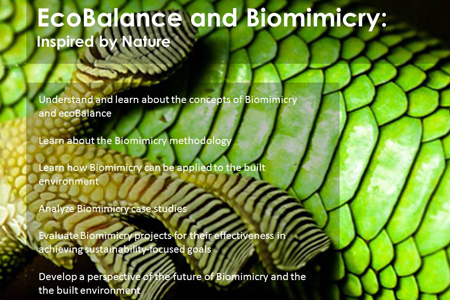 EcoBalance and Biomimicry:
Inspired by Nature
Understand and learn about the concepts of Biomimicry
and ecoBalance
Learn about the Biomimicry methodology
Learn how Biomimicry can be applied to the built
environment
Analyze Biomimicry case studies
Evaluate Biomimicry projects for their effectiveness in
achieving sustainability-focused goals
Develop a perspective of the future of Biomimicry and the
the built environment